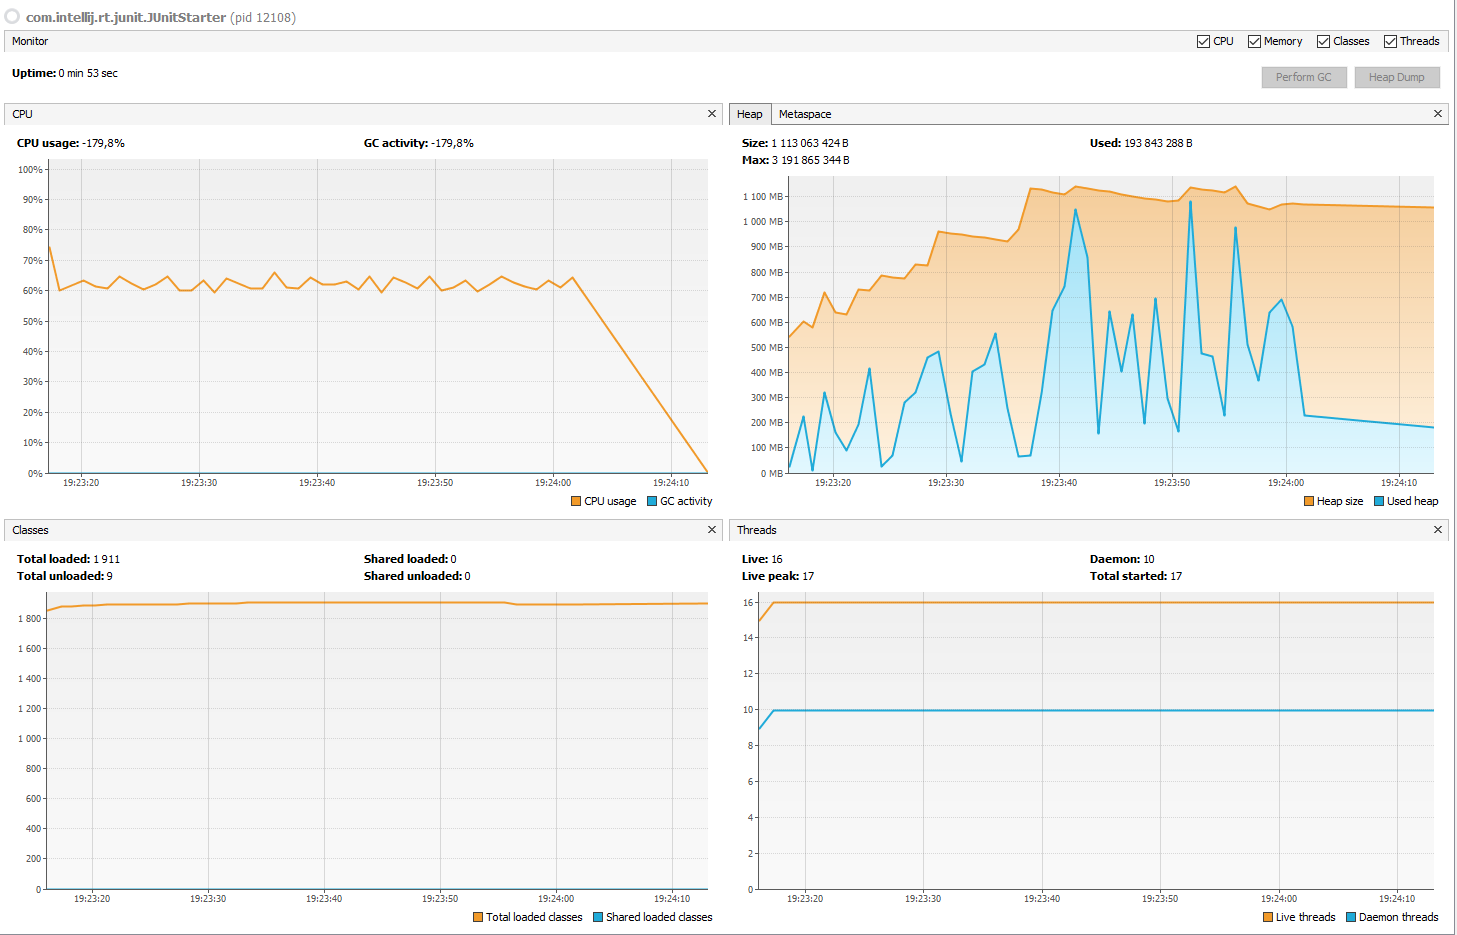 com.intellij.rt.junit.JUnitStarter (pid 12108)
Monitor
CPU Memory Classes Threads
Uptime: 0 min 53 sec
Perform GC Heap Dump
CPU
CPU usage: -179,8% GC activity: -179,8%
100%
90%
80%
70%
60%
50%
40%
30%
20%
10%
0%
19:23:20 19:23:30 19:23:40 19:23:50 19:24:00 19:24:10
CPU usage GC activity
Heap Metaspace
Size: 1 113 063 424 B Used: 193 843 288 B
Max: 3 191 865 344 B
1 100 MB
1 000 MB
900 MB
800 MB
700 MB
600 MB
500 MB
400 MB
300 MB
200 MB
100 MB
0 MB
19:23:20 19:23:30 19:23:40 19:23:50 19:24:00 19:24:10
Heap size Used heap
Classes
Total loaded: 1 911 Shared loaded: 0
Total unloaded: 9 Shared unloaded: 0
1 800
1 600
1 400
1 200
1 000
800
600
400
200
0
19:23:20 19:23:30 19:23:40 19:23:50 19:24:00 19:24:10
Total loaded classes Shared loaded classes
Threads
Live: 16 Daemon: 10
Live peak: 17 Total started: 17
16
14
12
10
8
6
4
2
0
19:23:20 19:23:30 19:23:40 19:23:50 19:24:00 19:24:10
Live threads Daemon threads